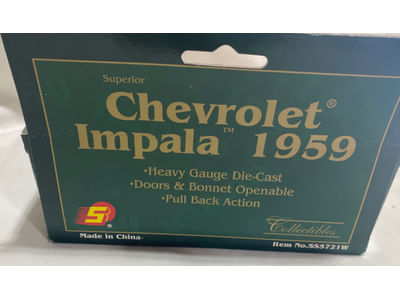 Superior
Chevrolet®
Impala™ 1959
•Heavy Gauge Die-Cast
•Doors & Bonnet Openable
•Pull Back Action
S
Collectibles
Made in China.
Item No.SS5721W